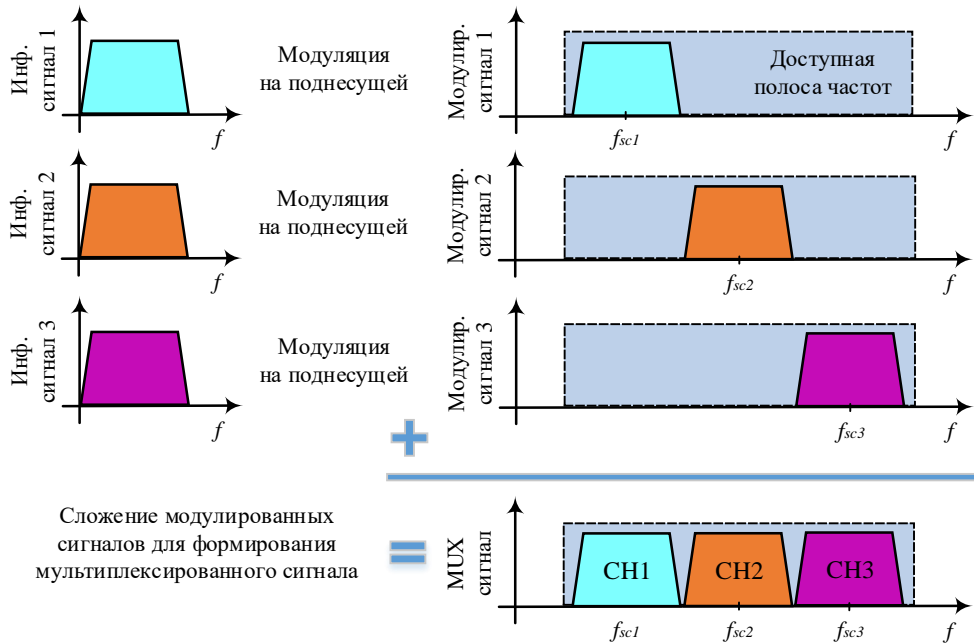 Инф.
сигнал 1
f
Модуляция
на поднесущей
Модулир.
сигнал 1
Доступная
полоса частот
fsc1
f
Инф.
сигнал 2
f
Модуляция
на поднесущей
Модулир.
сигнал 2
fsc2
f
Инф.
сигнал 3
f
Модуляция
на поднесущей
Модулир.
сигнал 3
fsc3
f
+
Сложение модулированных
сигналов для формирования
мультиплексированного сигнала
=
MUX
сигнал
CH1
CH2
CH3
fsc1
fsc2
fsc3
f